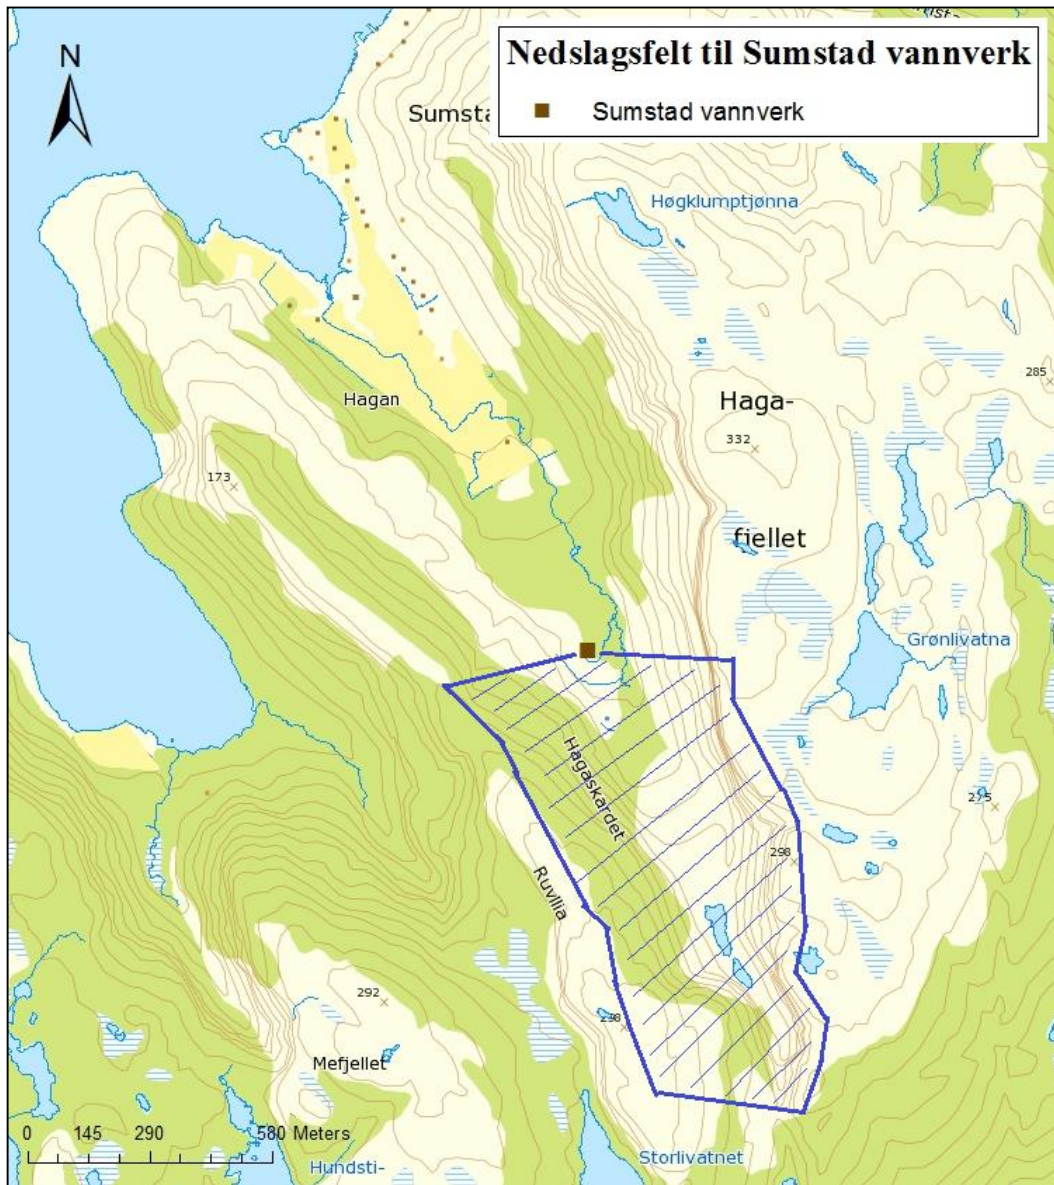 Nedslagsfelt til Sumstad vannverk
Sumstad vannverk
N
Sumsta
Høgklumptjønna
285
Hagan
Haga-
332
173
fjellet
Grønlivatna
Hagaskardet
275
298
Ruvllia
292
298
Mefjellet
0 145 290 580 Meters
Storlivatnet
Hundsti-